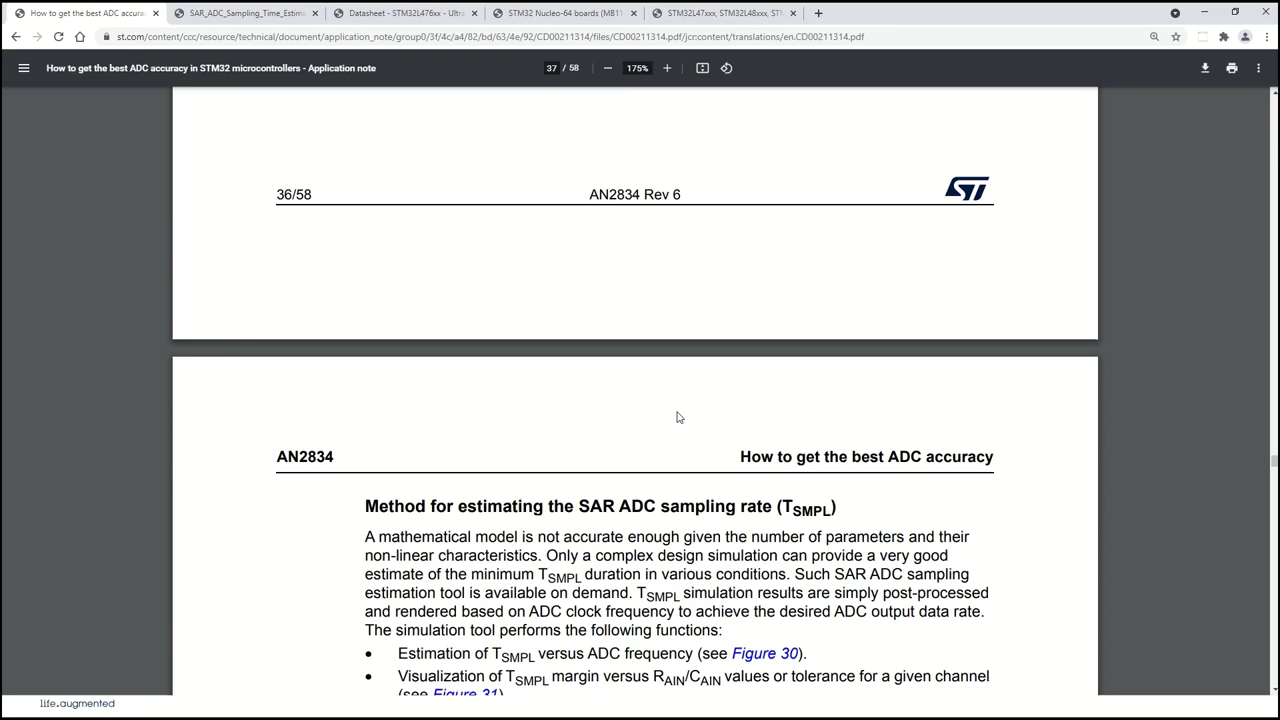 How to get the best ADC accura
SAR_ADC_Sampling_Time_Estim
Datasheet - STM32L476xx - Ultra
STM32 Nucleo-64 boards (MB11
STM32L47xxx, STM32L48xxx, ST
st.com/content/ccc/resource/technical/document/application_note/group0/3f/4c/a4/82/bd/63/4e/92/CD00211314/files/CD00211314.pdf/jcr:content/translations/en.CD00211314.pdf
How to get the best ADC accuracy in STM32 microcontrollers - Application note
37 / 58
175%
36/58
AN2834 Rev 6
ST
AN2834
How to get the best ADC accuracy
Method for estimating the SAR ADC sampling rate (TSMPL)
A mathematical model is not accurate enough given the number of parameters and their
non-linear characteristics. Only a complex design simulation can provide a very good
estimate of the minimum TSMPL duration in various conditions. Such SAR ADC sampling
estimation tool is available on demand. TSMPL simulation results are simply post-processed
and rendered based on ADC clock frequency to achieve the desired ADC output data rate.
The simulation tool performs the following functions:
• Estimation of TSMPL versus ADC frequency (see Figure 30).
• Visualization of TSMPL margin versus RAIN/CAIN values or tolerance for a given channel
(see Figure 31)
life.augmented